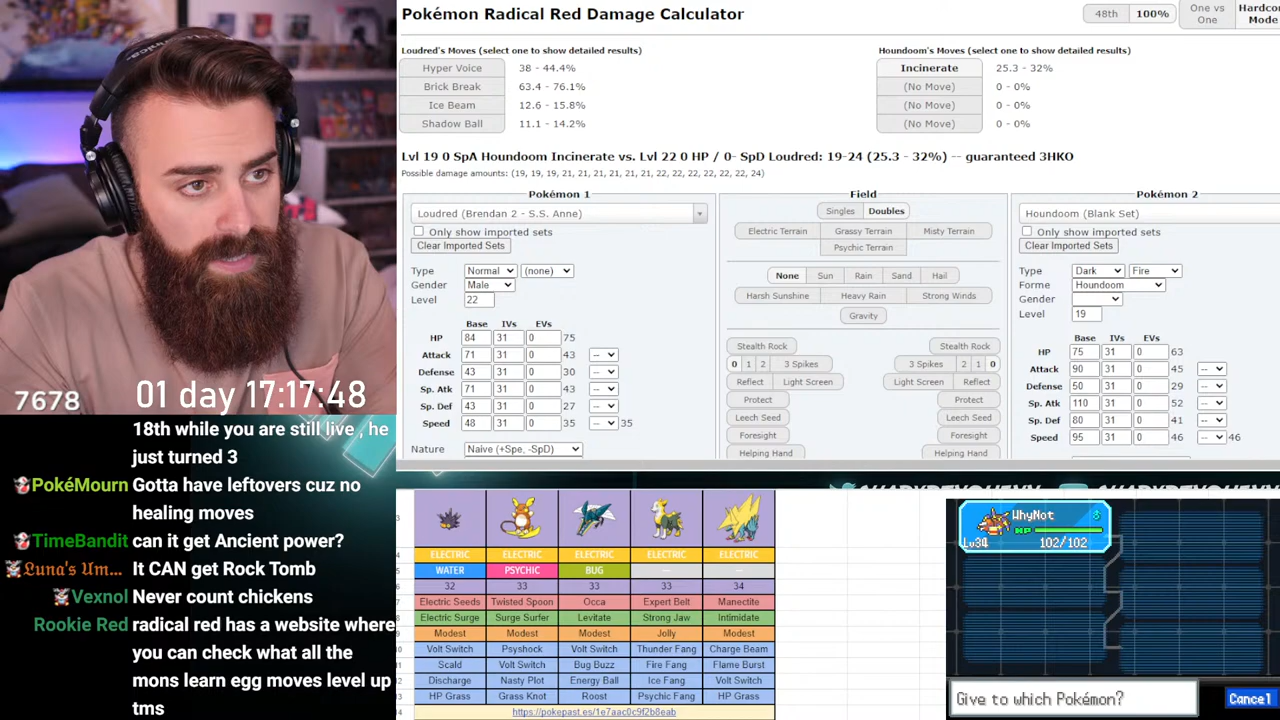 Pokémon Radical Red Damage Calculator
48th
100%
One vs One
Hardcore Mode
Loudred's Moves (select one to show detailed results)
Hyper Voice 38 - 44.4%
Brick Break 63.4 - 76.1%
Ice Beam 12.6 - 15.8%
Shadow Ball 11.1 - 14.2%
Houndoom's Moves (select one to show detailed results)
Incinerate 25.3 - 32%
(No Move) 0 - 0%
(No Move) 0 - 0%
(No Move) 0 - 0%
Lvl 19 0 SpA Houndoom Incinerate vs. Lvl 22 0 HP / 0- SpD Loudred: 19-24 (25.3 - 32%) -- guaranteed 3HKO
Possible damage amounts: (19, 19, 19, 21, 21, 21, 21, 21, 21, 22, 22, 22, 22, 22, 22, 24)
Pokémon 1
Loudred (Brendan 2 - S.S. Anne)
Only show imported sets
Clear Imported Sets
Type Normal (none)
Gender Male
Level 22
Base IVs EVs
HP 84 31 0 75
Attack 71 31 0 43 --
Defense 43 31 0 30 --
Sp. Atk 71 31 0 43 --
Sp. Def 43 31 0 27 --
Speed 48 31 0 35 -- 35
Nature Naive (+Spe, -SpD)
Field
Singles Doubles
Electric Terrain Grassy Terrain Misty Terrain
Psychic Terrain
None Sun Rain Sand Hail
Harsh Sunshine Heavy Rain Strong Winds
Gravity
Stealth Rock Stealth Rock
0 1 2 3 Spikes 3 Spikes 2 1 0
Reflect Light Screen Light Screen Reflect
Protect Protect
Leech Seed Leech Seed
Foresight Foresight
Helping Hand Helping Hand
Pokémon 2
Houndoom (Blank Set)
Only show imported sets
Clear Imported Sets
Type Dark Fire
Forme Houndoom
Gender
Level 19
Base IVs EVs
HP 75 31 0 63
Attack 90 31 0 45 --
Defense 50 31 0 29 --
Sp. Atk 110 31 0 52 --
Sp. Def 80 31 0 41 --
Speed 95 31 0 46 -- 46
7678
01 day 17:17:48
18th while you are still live , he
just turned 3
PokéMourn Gotta have leftovers cuz no
healing moves
TimeBandit can it get Ancient power?
Luna's Um... It CAN get Rock Tomb
Vexnol Never count chickens
Rookie Red radical red has a website where
you can check what all the
mons learn egg moves level up
tms
ELECTRIC ELECTRIC ELECTRIC ELECTRIC ELECTRIC
WATER PSYCHIC BUG --- ---
32 33 33 33 34
Electric Seeds Twisted Spoon Occa Expert Belt Manectite
Electric Surge Surge Surfer Levitate Strong Jaw Intimidate
Modest Modest Modest Jolly Modest
Volt Switch Psyshock Volt Switch Thunder Fang Charge Beam
Scald Volt Switch Bug Buzz Fire Fang Flame Burst
Discharge Nasty Plot Energy Ball Ice Fang Volt Switch
HP Grass Grass Knot Roost Psychic Fang HP Grass
https://pokepast.es/1e7aac0c9f2b8eab
WhyNot
HP
Lv34 102/102
Give to which Pokémon?
Cancel